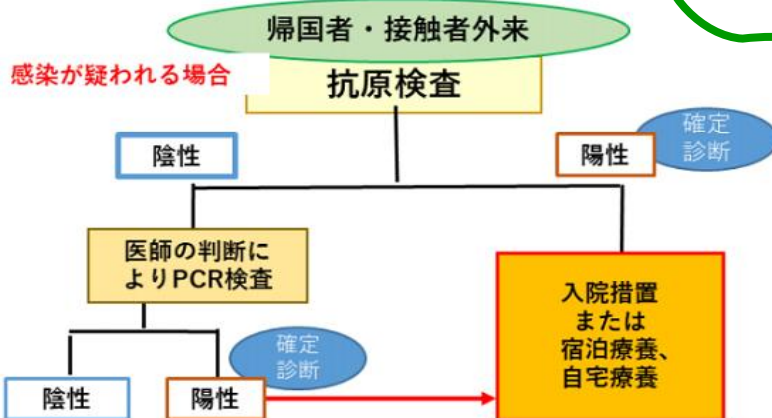 帰国者・接触者外来
感染が疑われる場合
抗原検査
陰性
陽性
確定
診断
医師の判断に
よりPCR検査
入院措置
または
宿泊療養、
自宅療養
確定
診断
陰性
陽性